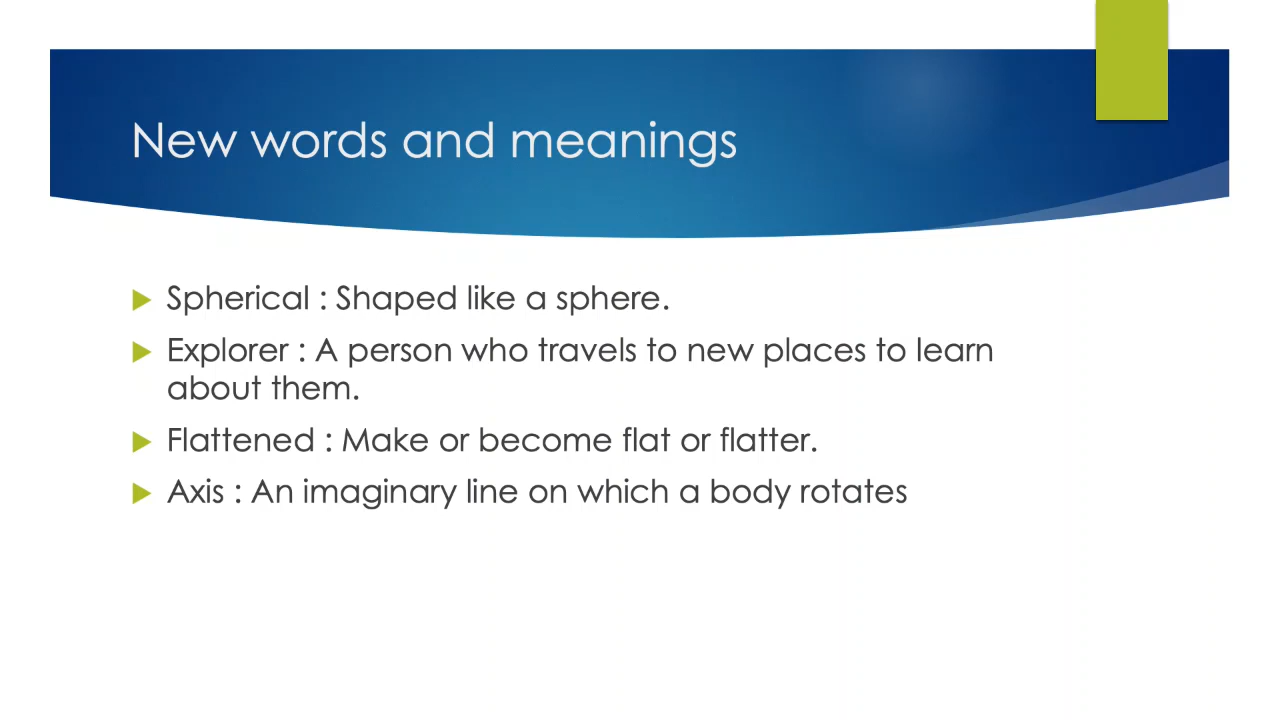 New words and meanings
Spherical : Shaped like a sphere.
Explorer : A person who travels to new places to learn
about them.
Flattened : Make or become flat or flatter.
Axis : An imaginary line on which a body rotates